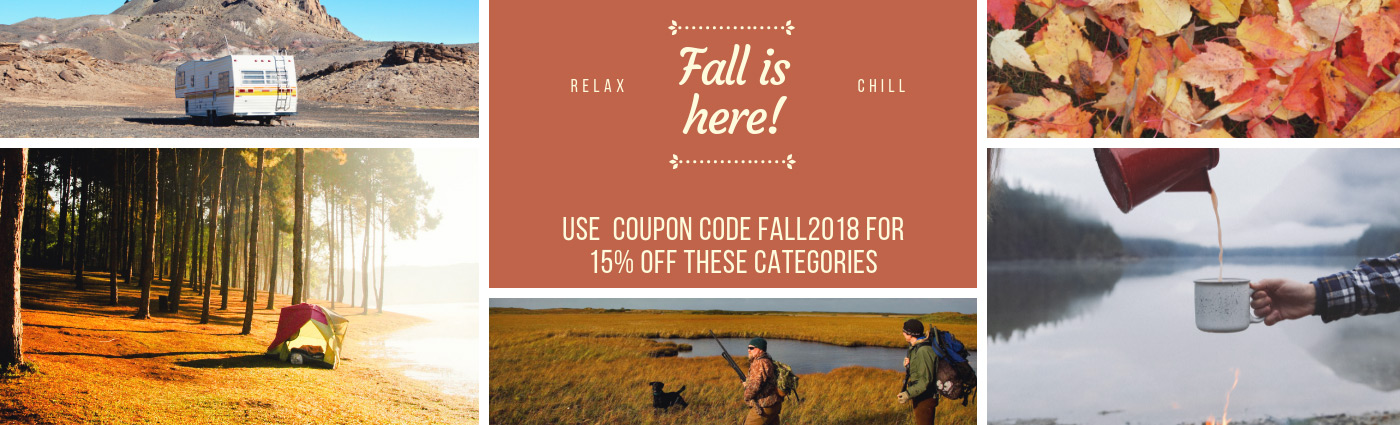 Fall is
here!
RELAX
CHILL
USE COUPON CODE FALL2018 FOR
15% OFF THESE CATEGORIES